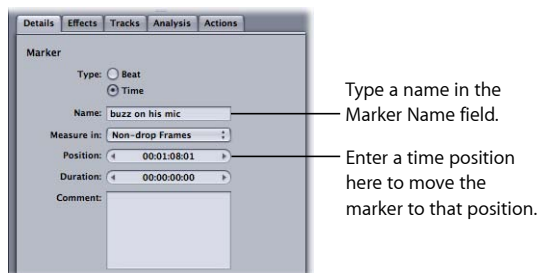 Details Effects Tracks Analysis Actions
Marker
Type: Beat
Time
Name: buzz on his mic
Measure in: Non-drop Frames
Position: 00:01:08:01
Duration: 00:00:00:00
Comment:
Type a name in the
Marker Name field.
Enter a time position
here to move the
marker to that position.